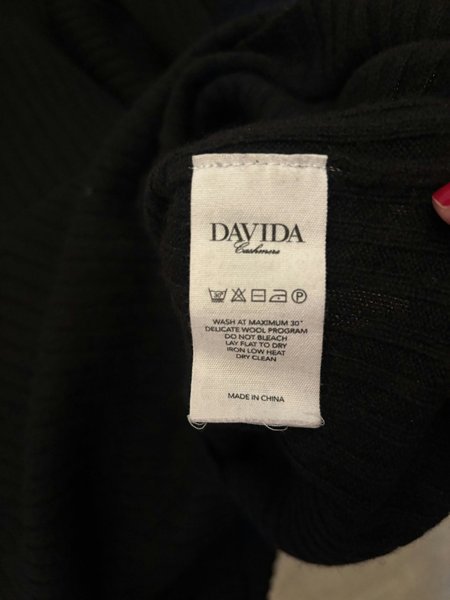 DAVIDA
Cashmere
30
P
WASH AT MAXIMUM 30°
DELICATE WOOL PROGRAM
DO NOT BLEACH
LAY FLAT TO DRY
IRON LOW HEAT
DRY CLEAN
MADE IN CHINA